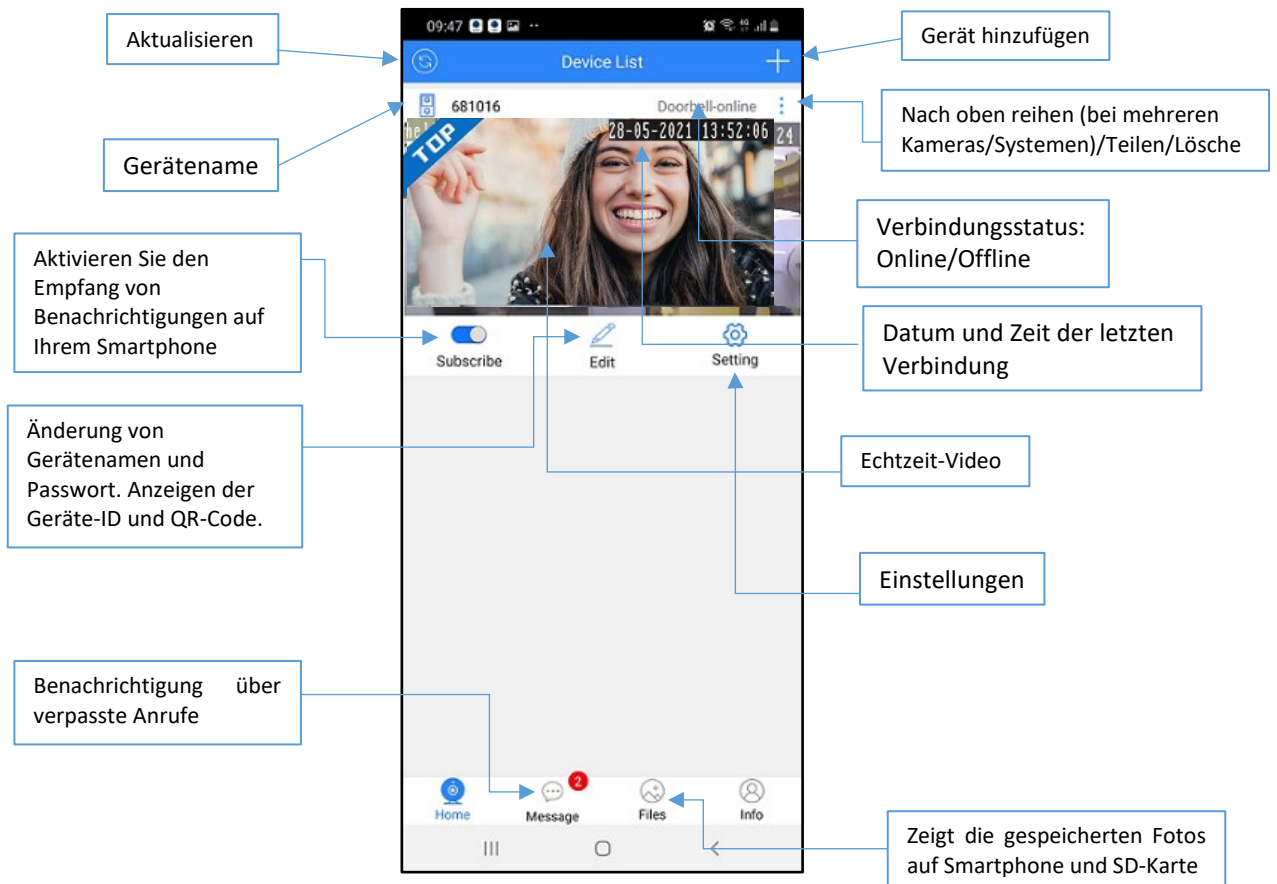 Aktualisieren
09:47
Gerät hinzufügen
Device List
681016
Doorbell-online
Nach oben reihen (bei mehreren
Kameras/Systemen)/Teilen/Lösche
TOP
28-05-2021 13:52:06
24
Gerätename
Verbindungsstatus:
Online/Offline
Aktivieren Sie den
Empfang von
Benachrichtigungen auf
Ihrem Smartphone
Datum und Zeit der letzten
Verbindung
Subscribe
Edit
Setting
Änderung von
Gerätenamen und
Passwort. Anzeigen der
Geräte-ID und QR-Code.
Echtzeit-Video
Einstellungen
Benachrichtigung über
verpasste Anrufe
2
Home
Message
Files
Info
Zeigt die gespeicherten Fotos
auf Smartphone und SD-Karte